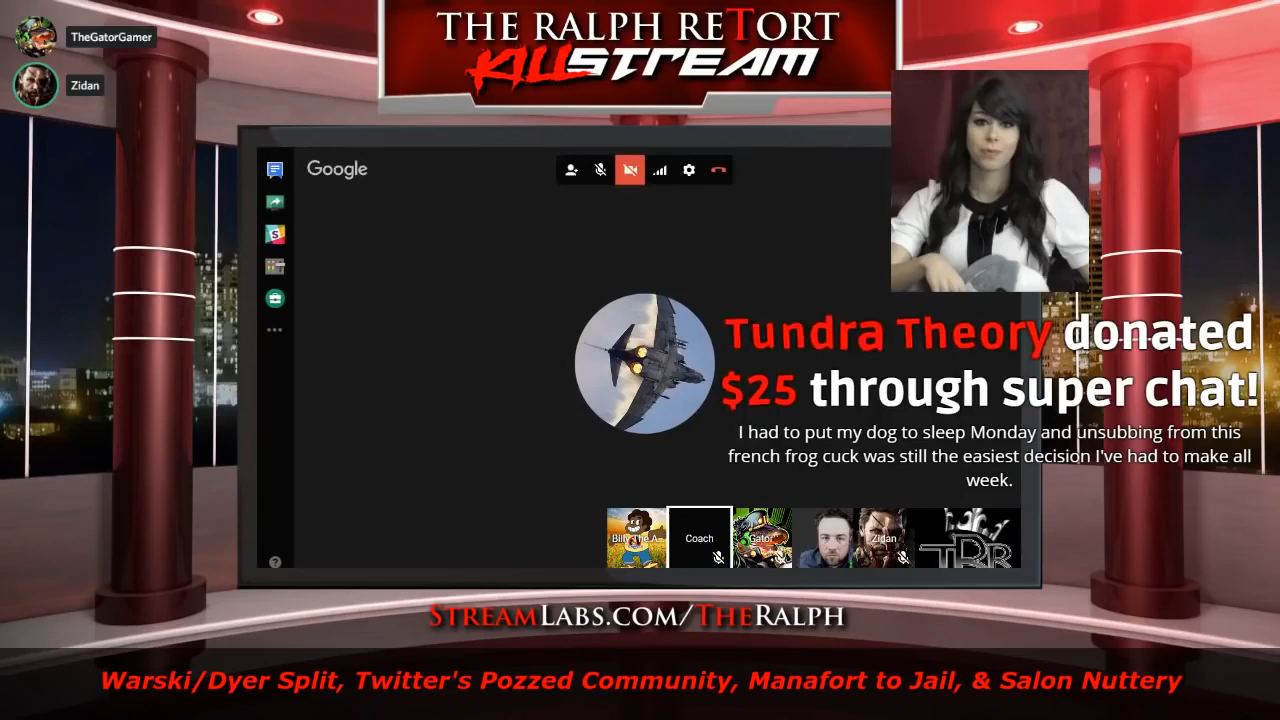 TheGatorGamer
Zidan
THE RALPH RETORT
KILLSTREAM
Google
S
Tundra Theory donated
$25 through super chat!
I had to put my dog to sleep Monday and unsubbing from this
french frog cuck was still the easiest decision I've had to make all
week.
Billy The A...
Coach
Gator
Zidan
TRR
?
STREAMLABS.COM/THERALPH
Warski/Dyer Split, Twitter's Pozzed Community, Manafort to Jail, & Salon Nuttery